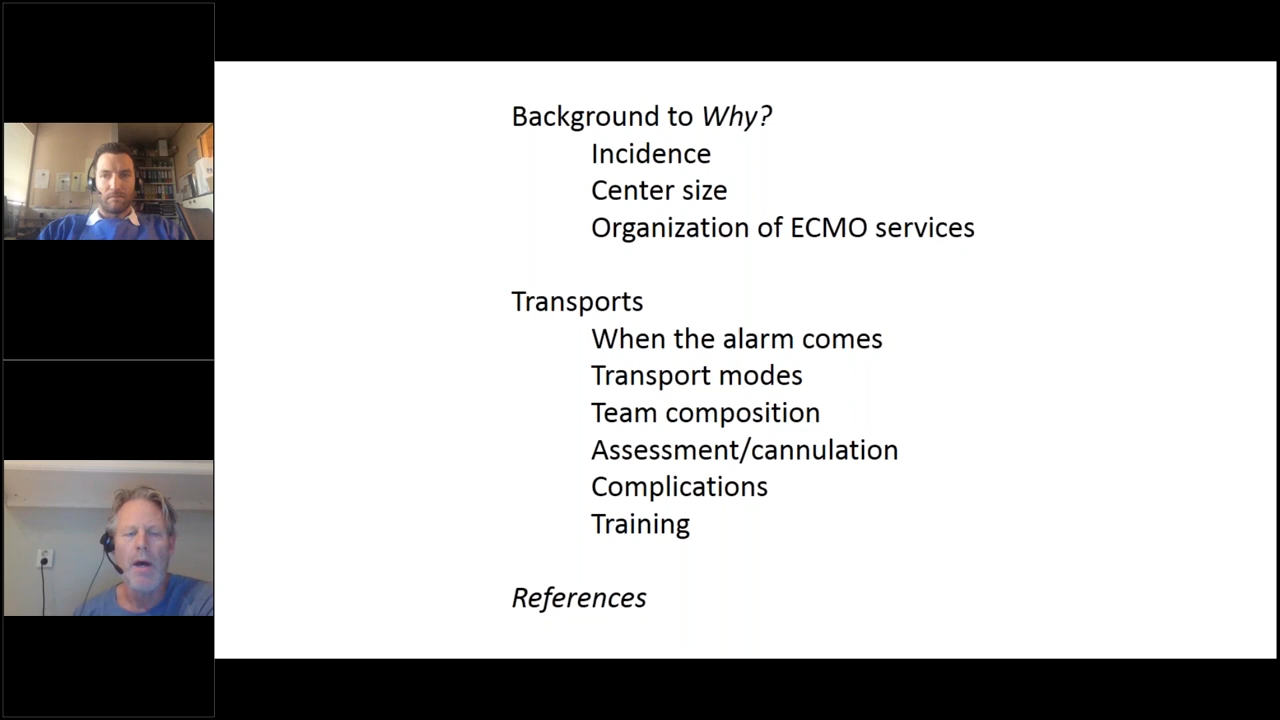 Background to Why?
Incidence
Center size
Organization of ECMO services
Transports
When the alarm comes
Transport modes
Team composition
Assessment/cannulation
Complications
Training
References